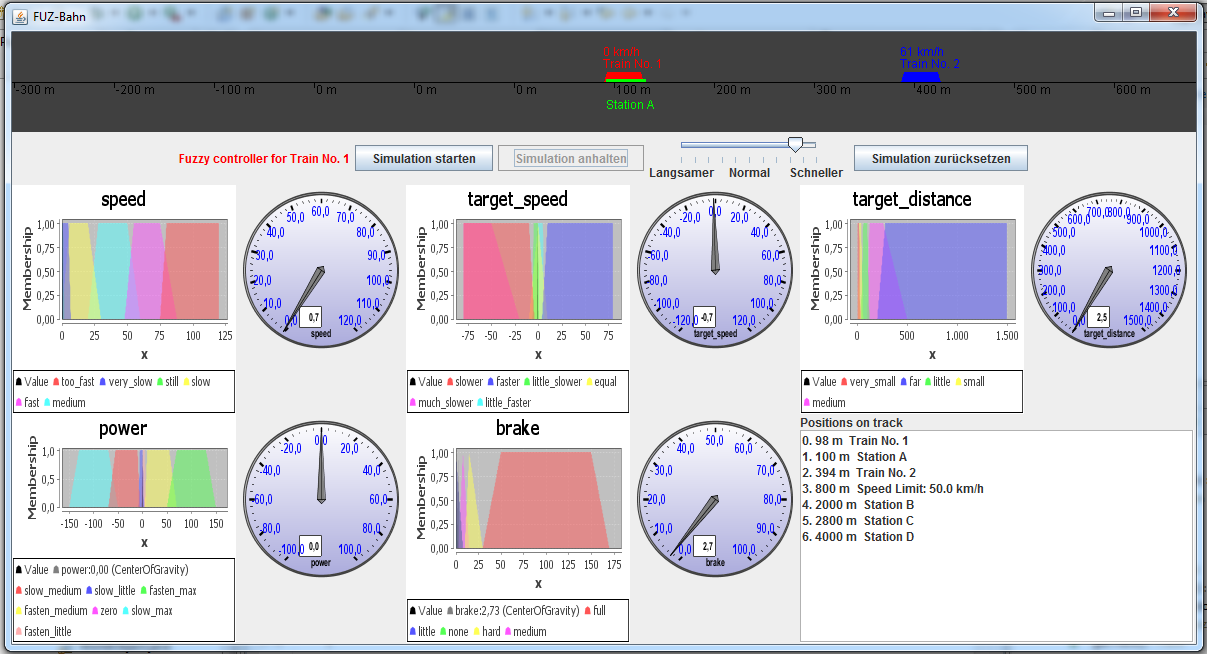 FUZ-Bahn
0 km/h
61 km/h
Train No. 1
Train No. 2
-300 m -200 m -100 m 0 m 0 m 0 m 100 m 200 m 300 m 400 m 500 m 600 m
Station A
Fuzzy controller for Train No. 1
Simulation starten
Simulation anhalten
Langsamer Normal Schneller
Simulation zurücksetzen
speed
Membership
1,00
0,75
0,50
0,25
0,00
0 25 50 75 100 125
x
Value too_fast very_slow still slow
fast medium
0,0 10,0 20,0 30,0 40,0 50,0 60,0 70,0 80,0 90,0 100,0 110,0 120,0
0,7
speed
target_speed
Membership
1,00
0,75
0,50
0,25
0,00
-75 -50 -25 0 25 50 75
x
Value slower faster little_slower equal
much_slower little_faster
-120,0 -100,0 -80,0 -60,0 -40,0 -20,0 0,0 20,0 40,0 60,0 80,0 100,0 120,0
-0,7
target_speed
target_distance
Membership
1,00
0,75
0,50
0,25
0,00
0 500 1.000 1.500
x
Value very_small far little small
medium
0,0 100,0 200,0 300,0 400,0 500,0 600,0 700,0 800,0 900,0 1000,0 1100,0 1200,0 1300,0 1400,0 1500,0
2,5
target_distance
power
Membership
1,0
0,5
0,0
-150 -100 -50 0 50 100 150
x
Value power:0,00 (CenterOfGravity)
slow_medium slow_little fasten_max
fasten_medium zero slow_max
fasten_little
-100,0 -80,0 -60,0 -40,0 -20,0 0,0 20,0 40,0 60,0 80,0 100,0
0,0
power
brake
Membership
1,00
0,75
0,50
0,25
0,00
0 25 50 75 100 125 150 175
x
Value brake:2,73 (CenterOfGravity) full
little none hard medium
0,0 10,0 20,0 30,0 40,0 50,0 60,0 70,0 80,0 90,0 100,0
2,7
brake
Positions on track
0. 98 m Train No. 1
1. 100 m Station A
2. 394 m Train No. 2
3. 800 m Speed Limit: 50.0 km/h
4. 2000 m Station B
5. 2800 m Station C
6. 4000 m Station D